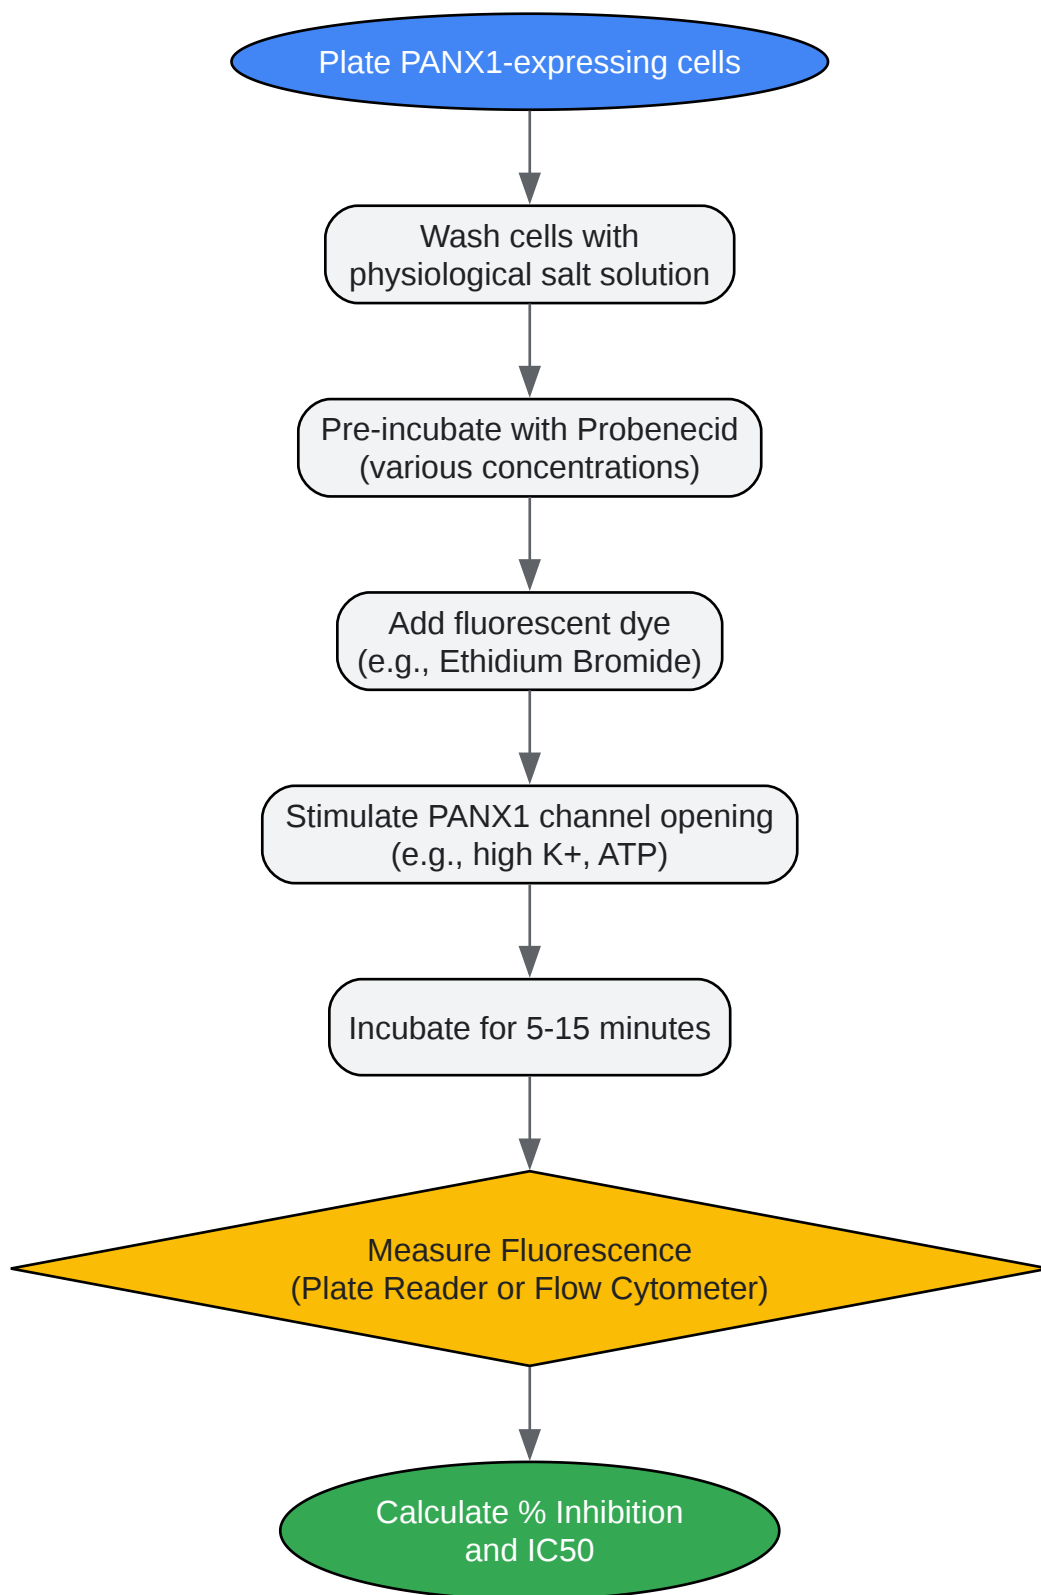 Plate PANX1-expressing cells
Wash cells with
physiological salt solution
Pre-incubate with Probenecid
(various concentrations)
Add fluorescent dye
(e.g., Ethidium Bromide)
Stimulate PANX1 channel opening
(e.g., high K+, ATP)
Incubate for 5-15 minutes
Measure Fluorescence
(Plate Reader or Flow Cytometer)
Calculate % Inhibition
and IC50